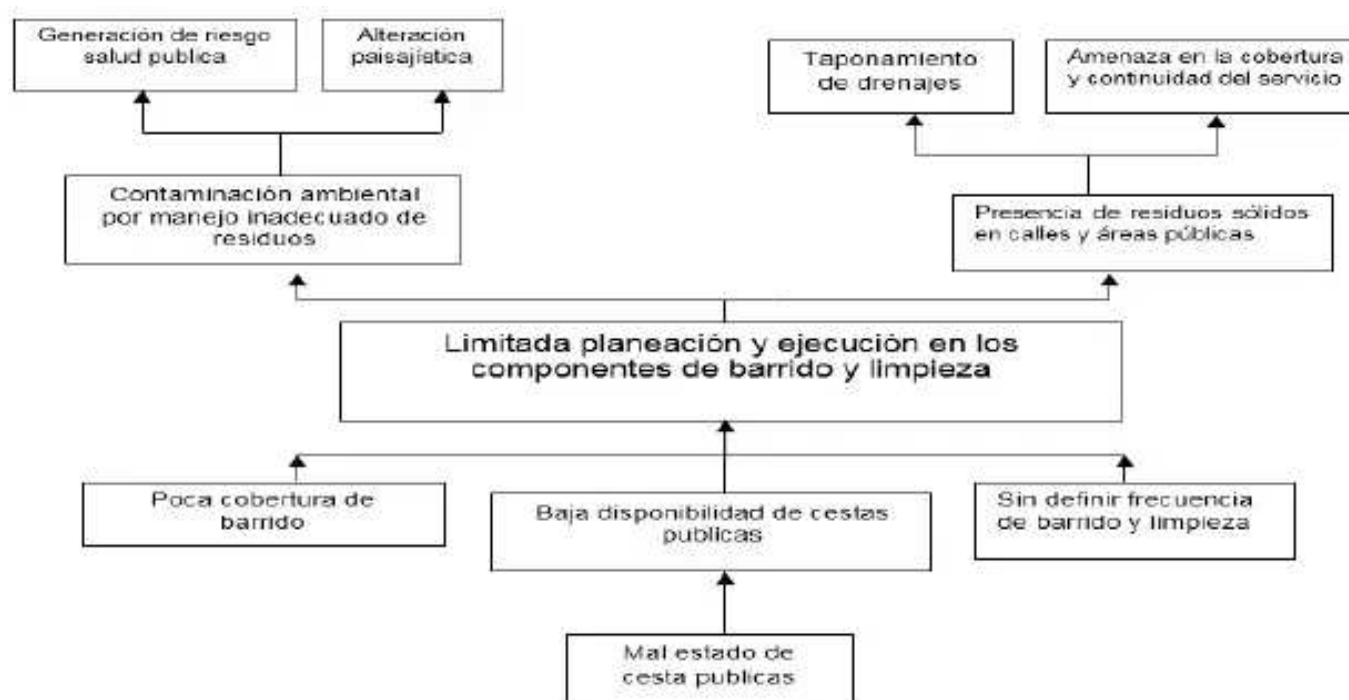 Generación de riesgo
salud publica
Alteración
paisajística
Taponamiento
de drenajes
Amenaza en la cobertura
y continuidad del servicio
Contaminación ambiental
por manejo inadecuado de
residuos
Presencia de residuos sólidos
en calles y áreas públicas
Limitada planeación y ejecución en los
componentes de barrido y limpieza
Poca cobertura de
barrido
Baja disponibilidad de cestas
publicas
Sin definir frecuencia
de barrido y limpieza
Mal estado de
cesta publicas